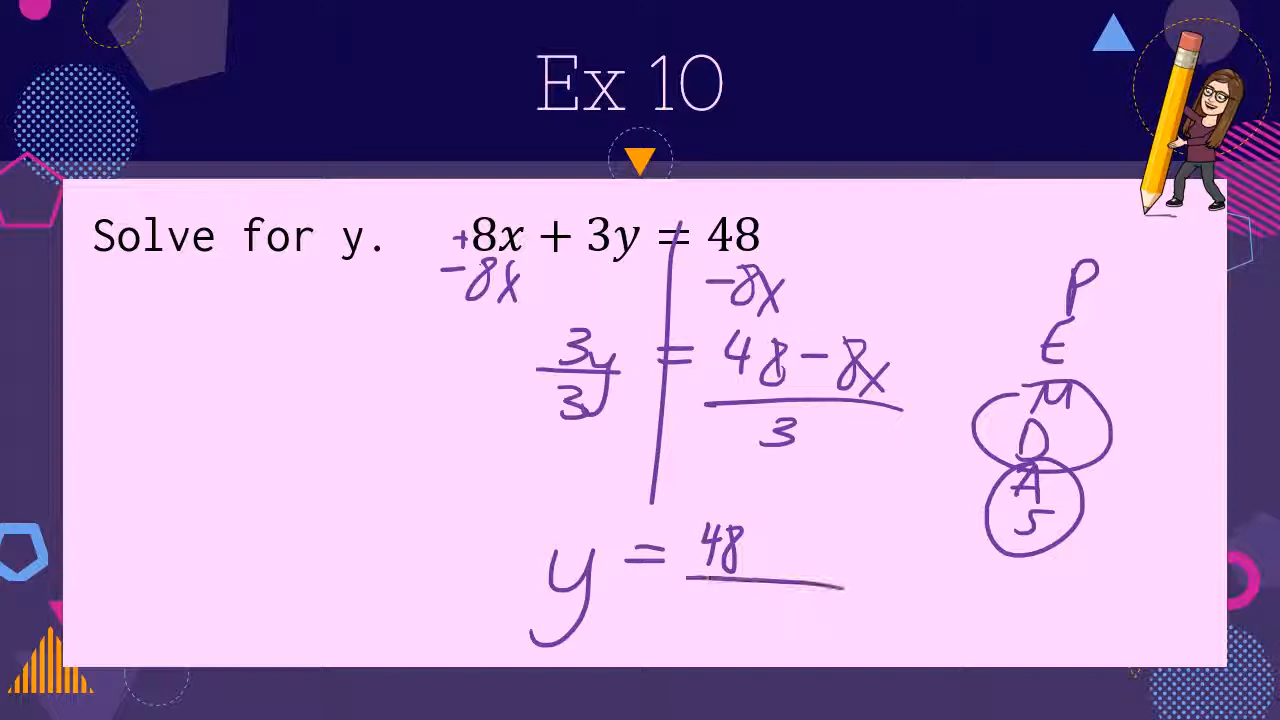 Ex 10
Solve for y. +8x + 3y = 48
-8x -8x
3y = 48 - 8x
3 3
y = 48
P
E
M
D
A
S